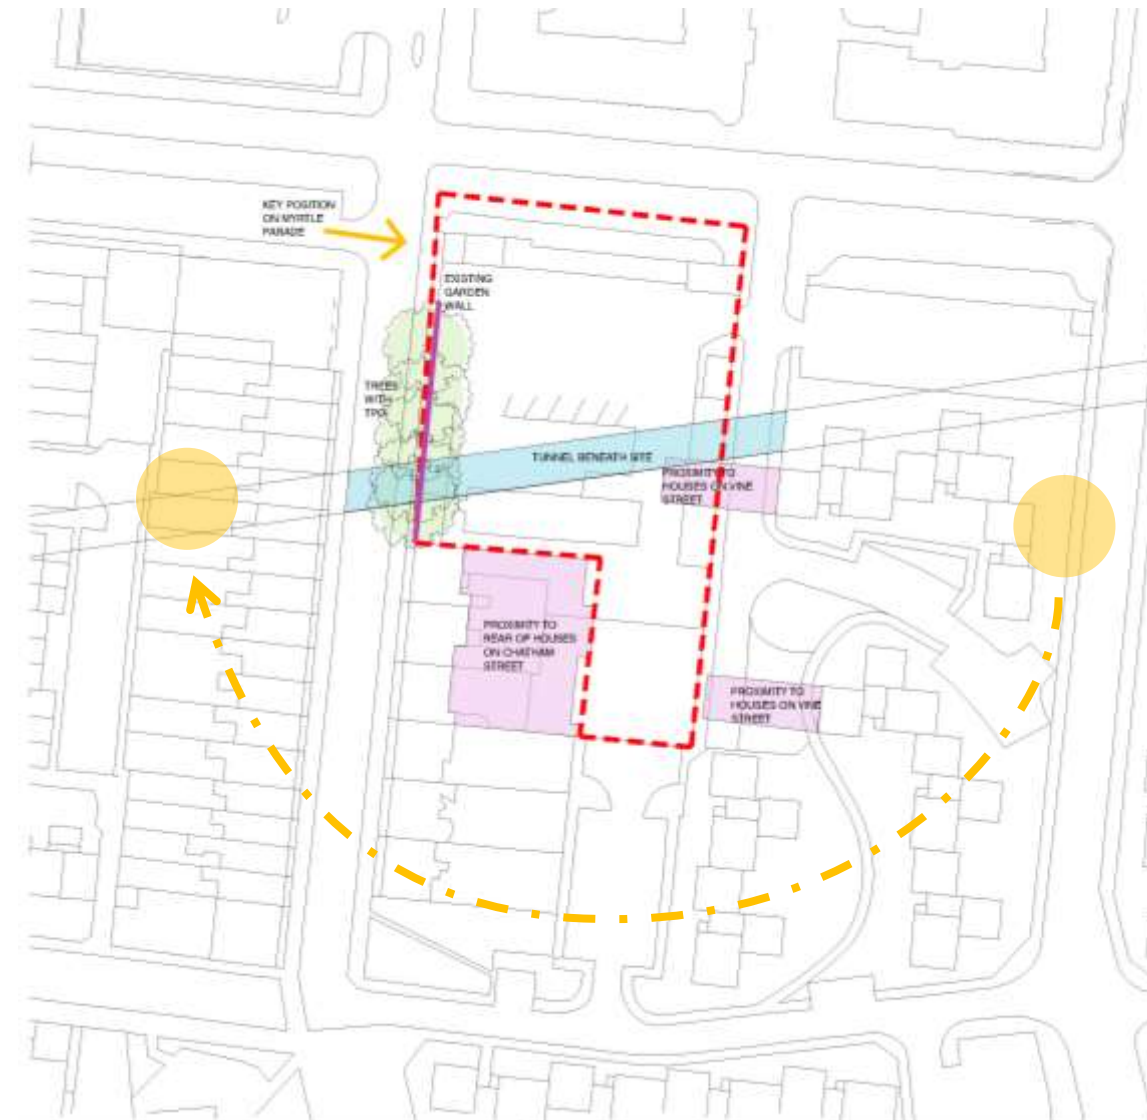 KEY POSITION
ON MYRTLE
PARADE
EXISTING
GARDEN
WALL
TREES
WITH
TPO
TUNNEL BENEATH SITE
PROXIMITY TO
HOUSES ON VINE
STREET
PROXIMITY TO
REAR OF HOUSES
ON CHATHAM
STREET
PROXIMITY TO
HOUSES ON VINE
STREET